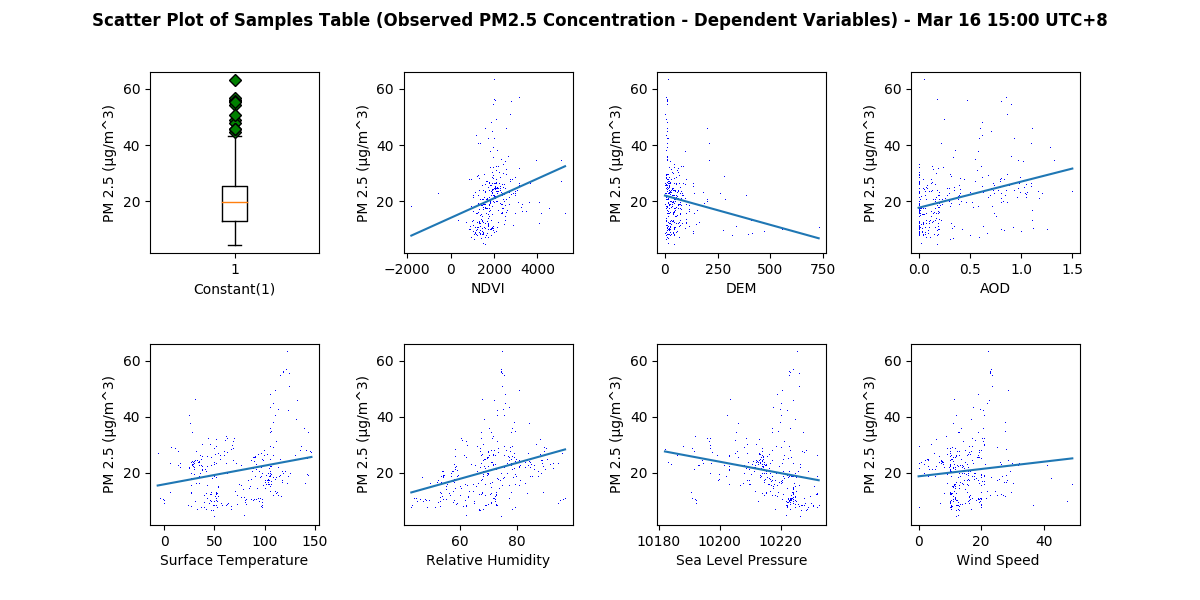 Scatter Plot of Samples Table (Observed PM2.5 Concentration - Dependent Variables) - Mar 16 15:00 UTC+8
PM 2.5 (µg/m^3)
60
40
20
1
Constant(1)
PM 2.5 (µg/m^3)
60
40
20
−2000 0 2000 4000
NDVI
PM 2.5 (µg/m^3)
60
40
20
0 250 500 750
DEM
PM 2.5 (µg/m^3)
60
40
20
0.0 0.5 1.0 1.5
AOD
PM 2.5 (µg/m^3)
60
40
20
0 50 100 150
Surface Temperature
PM 2.5 (µg/m^3)
60
40
20
60 80
Relative Humidity
PM 2.5 (µg/m^3)
60
40
20
10180 10200 10220
Sea Level Pressure
PM 2.5 (µg/m^3)
60
40
20
0 20 40
Wind Speed